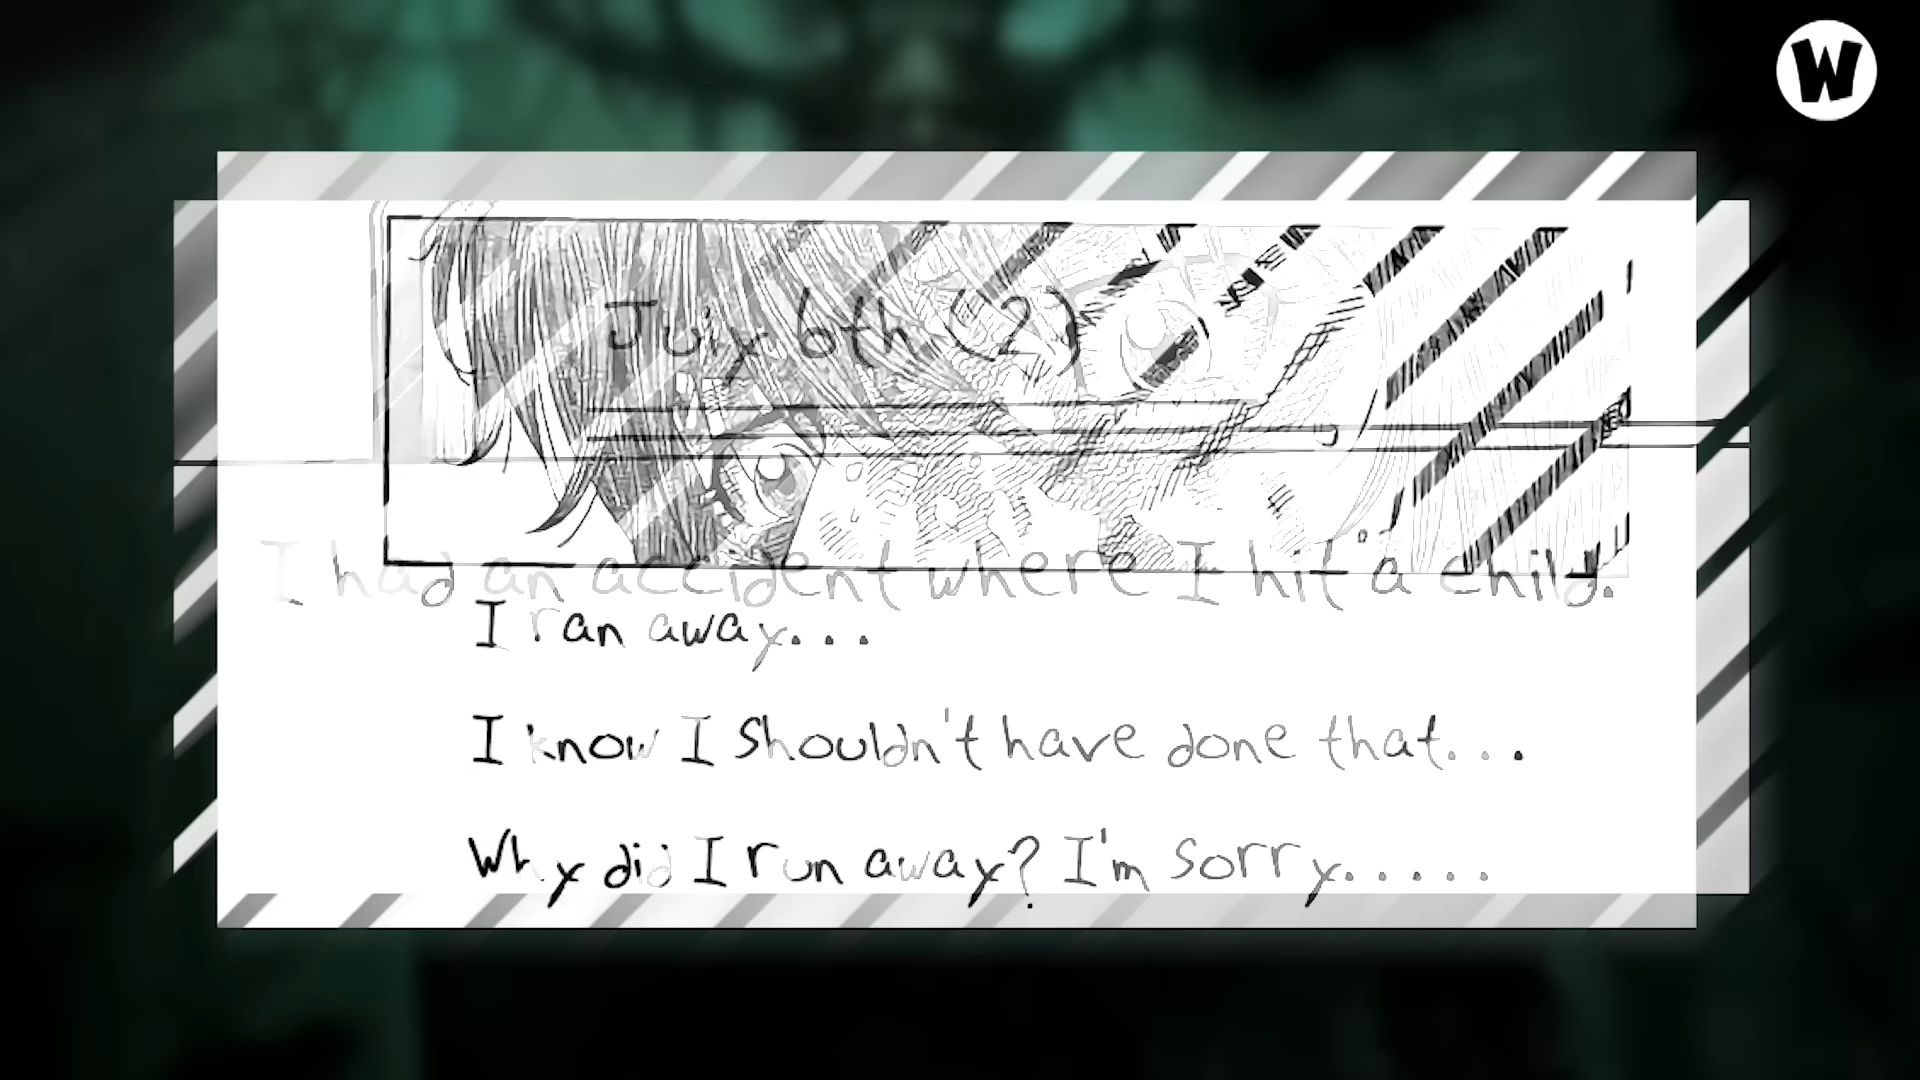 W
July 6th (2)
I had an accident where I hit a child.
I ran away...
I know I shouldn't have done that...
Why did I run away? I'm sorry.....